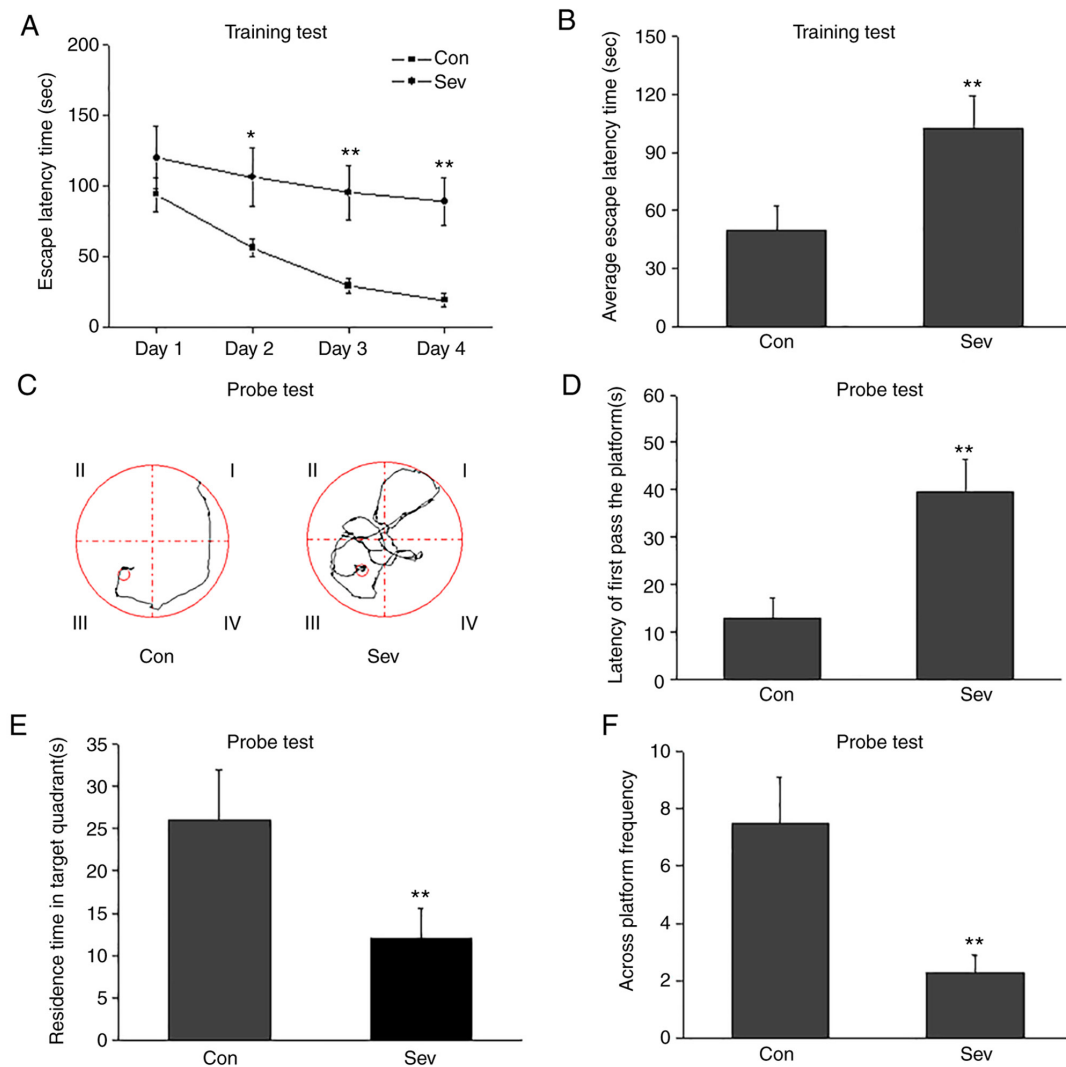 A
Training test
Escape latency time (sec)
200
150
100
50
0
Con
Sev
*
**
**
Day 1 Day 2 Day 3 Day 4
B
Training test
Average escape latency time (sec)
150
120
90
60
30
0
**
Con Sev
C
Probe test
II I
III IV
Con
II I
III IV
Sev
D
Probe test
Latency of first pass the platform(s)
60
50
40
30
20
10
0
**
Con Sev
E
Probe test
Residence time in target quadrant(s)
35
30
25
20
15
10
5
0
**
Con Sev
F
Probe test
Across platform frequency
10
8
6
4
2
0
**
Con Sev